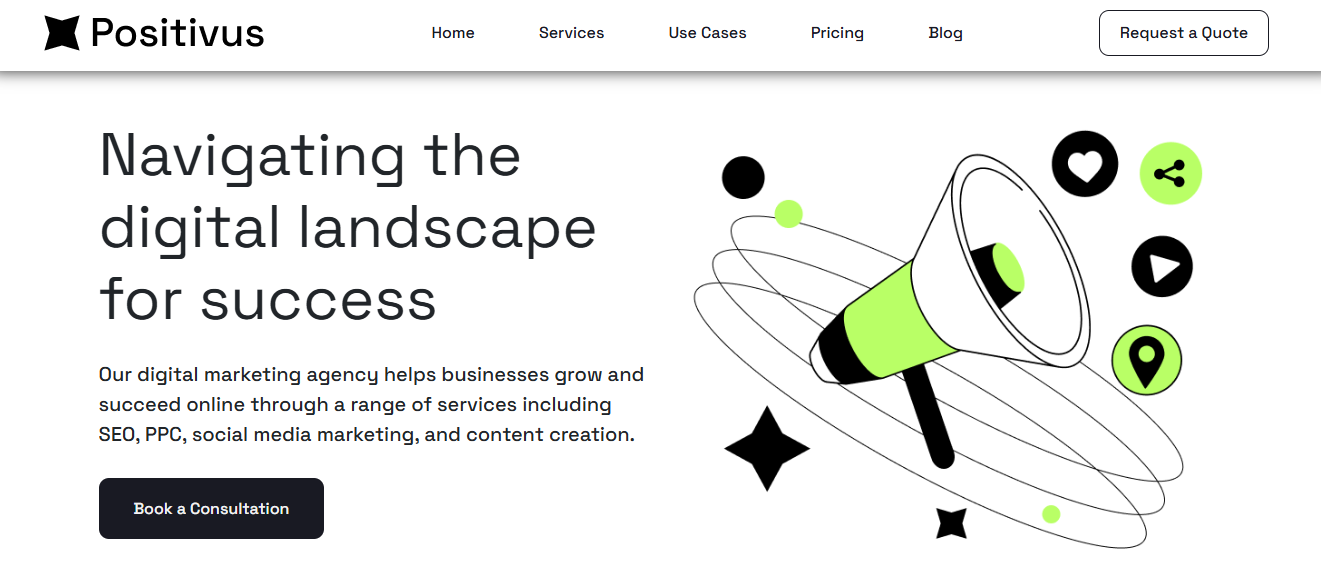 Positivus
Home
Services
Use Cases
Pricing
Blog
Request a Quote
Navigating the
digital landscape
for success
Our digital marketing agency helps businesses grow and
succeed online through a range of services including
SEO, PPC, social media marketing, and content creation.
Book a Consultation